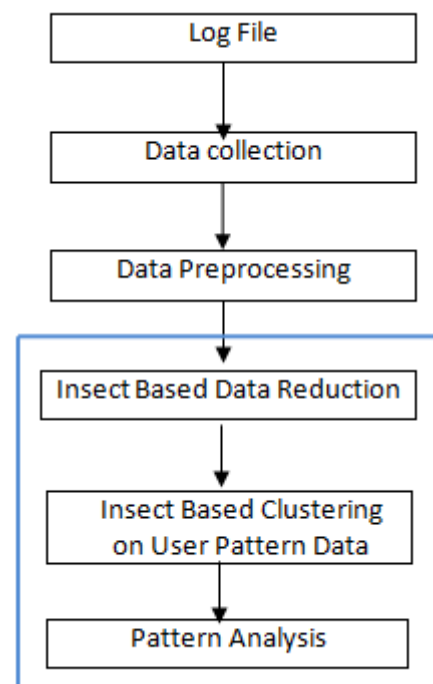 Log File
Data collection
Data Preprocessing
Insect Based Data Reduction
Insect Based Clustering
on User Pattern Data
Pattern Analysis